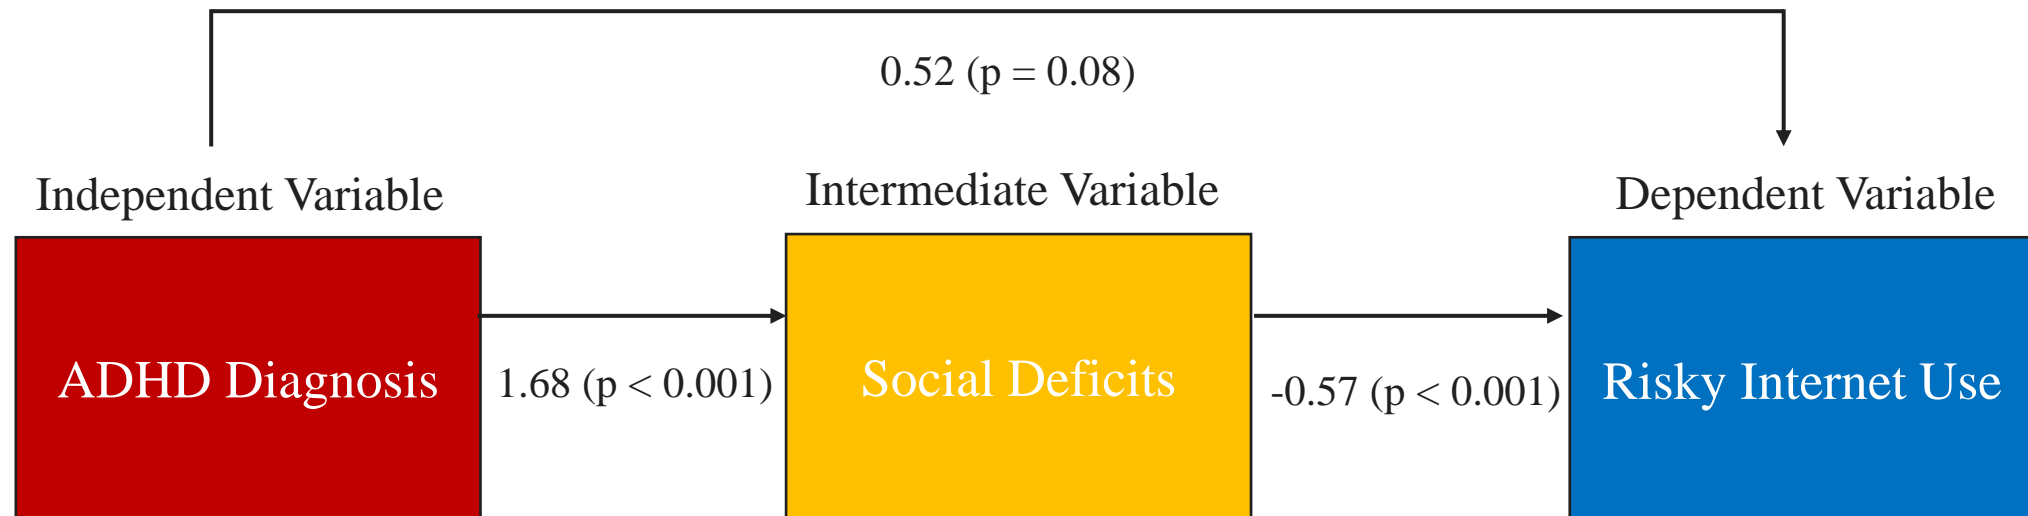 0.52 (p = 0.08)
Independent Variable
Intermediate Variable
Dependent Variable
ADHD Diagnosis
1.68 (p < 0.001)
Social Deficits
-0.57 (p < 0.001)
Risky Internet Use